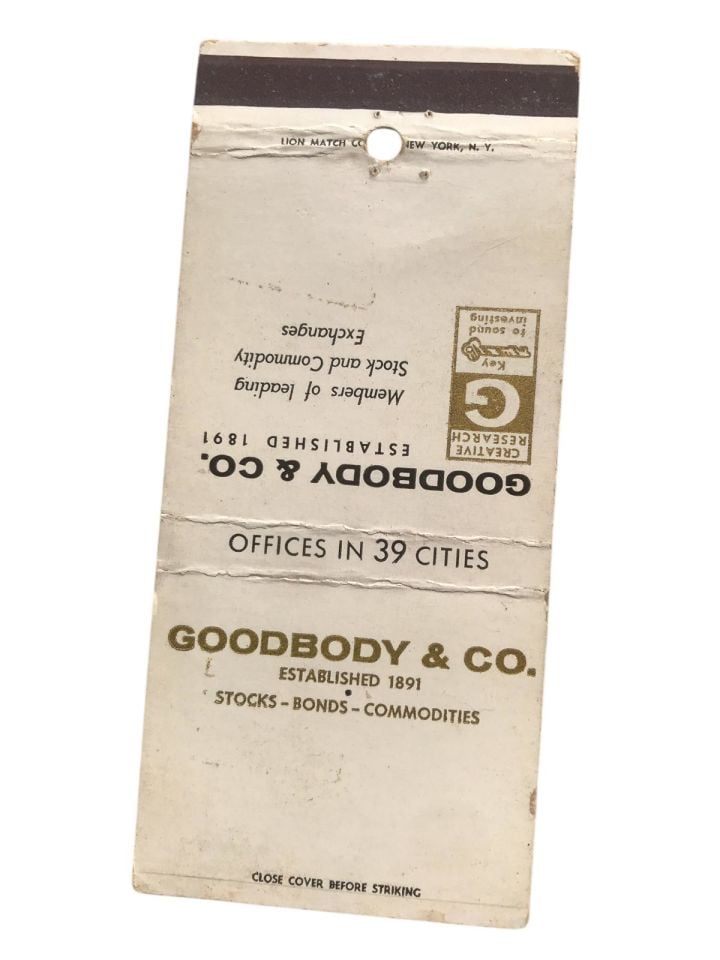 LION MATCH CO NEW YORK, N. Y.
GOODBODY & CO.
ESTABLISHED 1891
Members of leading
Stock and Commodity
Exchanges
CREATIVE
RESEARCH
G
Key
to sound
investing
OFFICES IN 39 CITIES
GOODBODY & CO.
ESTABLISHED 1891
STOCKS – BONDS – COMMODITIES
CLOSE COVER BEFORE STRIKING